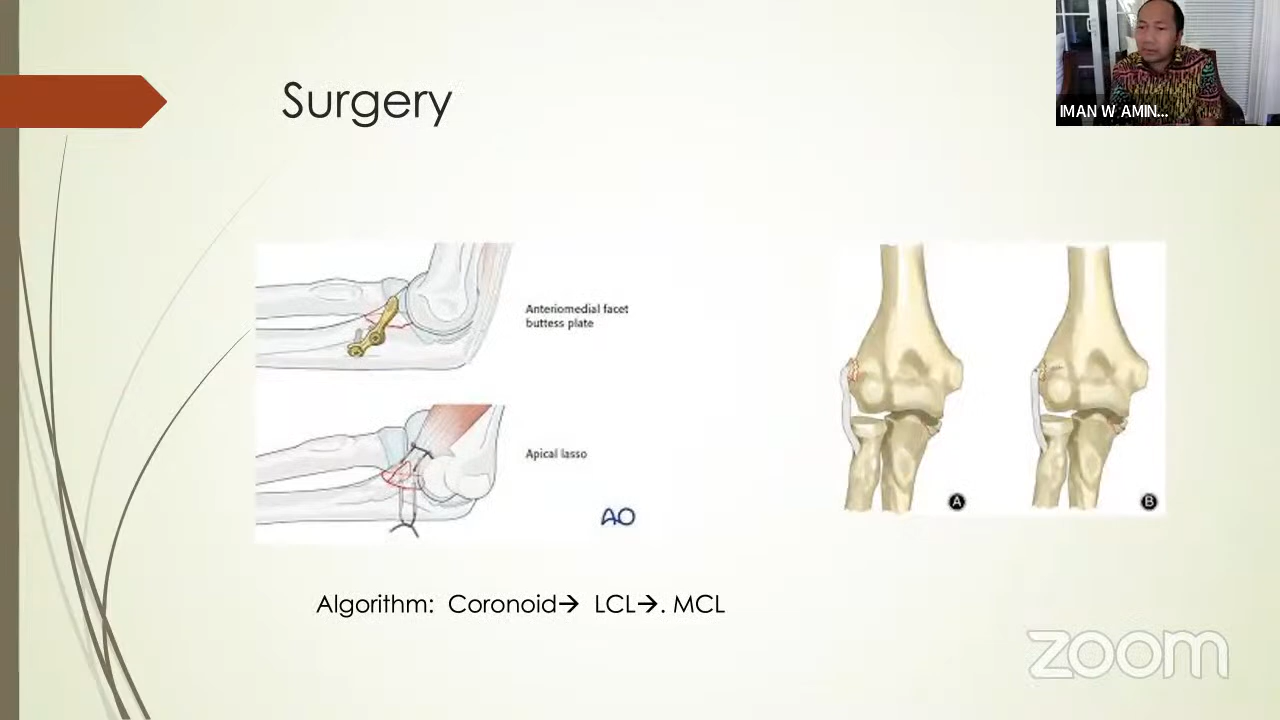 Surgery
IMAN W AMIN...
Anteriomedial facet
buttess plate
Apical lasso
AO
A
B
Algorithm: Coronoid→ LCL→. MCL
zoom